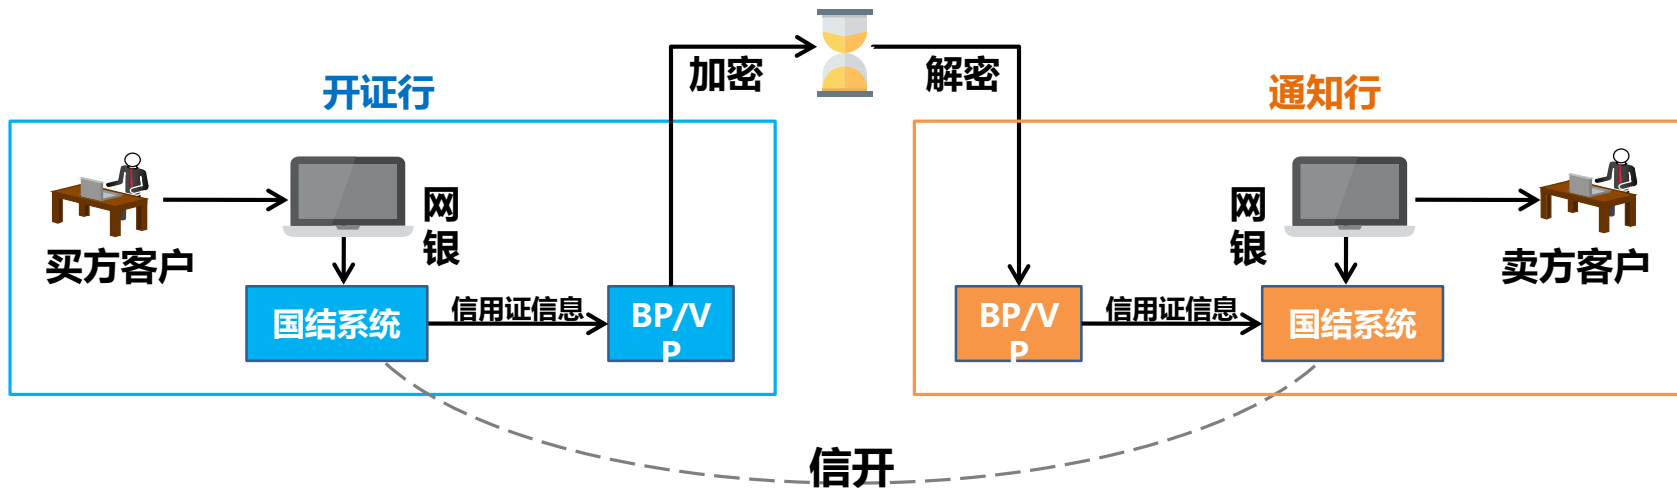 加密
解密
开证行
通知行
网
银
买方客户
国结系统
信用证信息
BP/V
P
网
银
卖方客户
BP/V
P
信用证信息
国结系统
信开